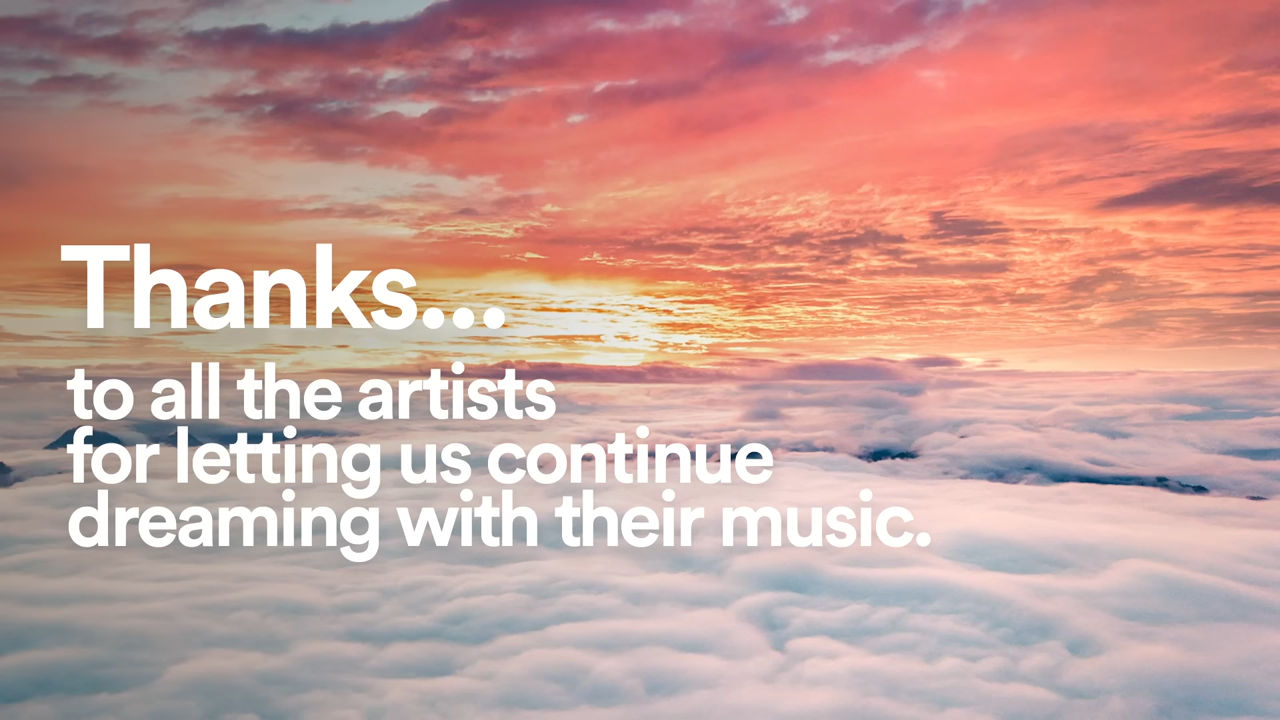 Thanks...
to all the artists
for letting us continue
dreaming with their music.